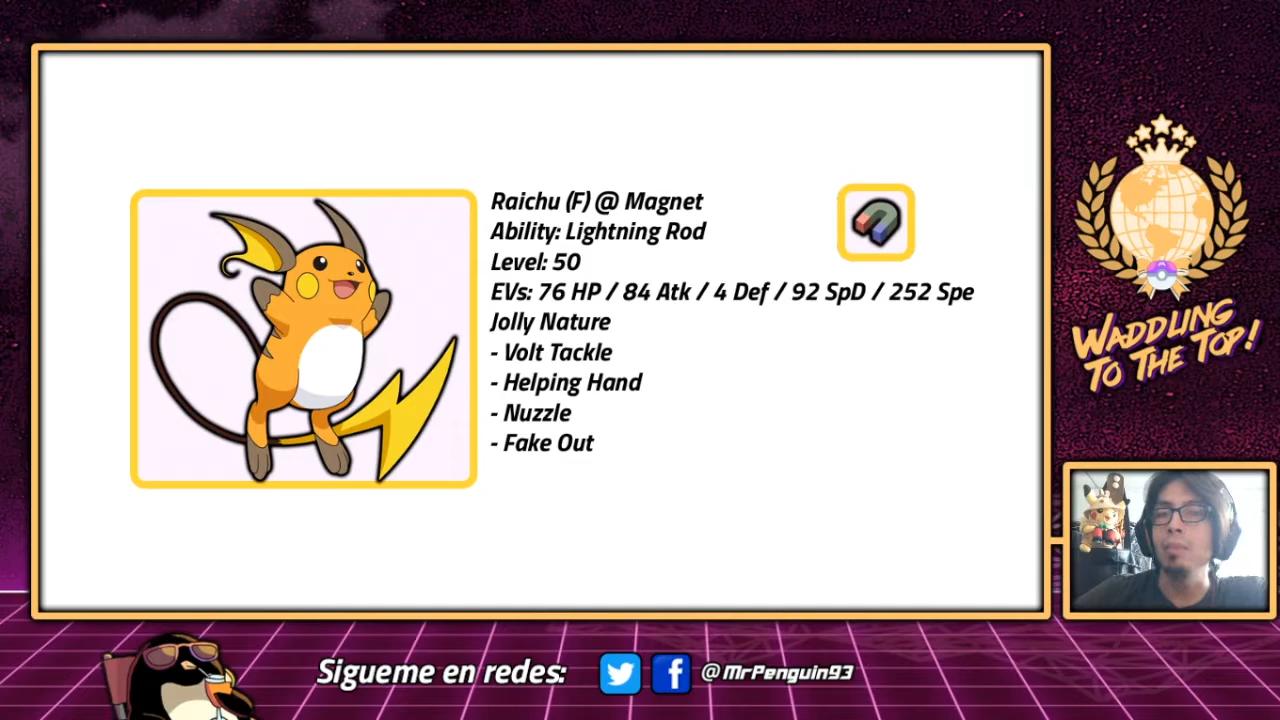 Raichu (F) @ Magnet
Ability: Lightning Rod
Level: 50
EVs: 76 HP / 84 Atk / 4 Def / 92 SpD / 252 Spe
Jolly Nature
- Volt Tackle
- Helping Hand
- Nuzzle
- Fake Out
WADDLING
TO THE TOP!
Sigueme en redes:
@MrPenguin93